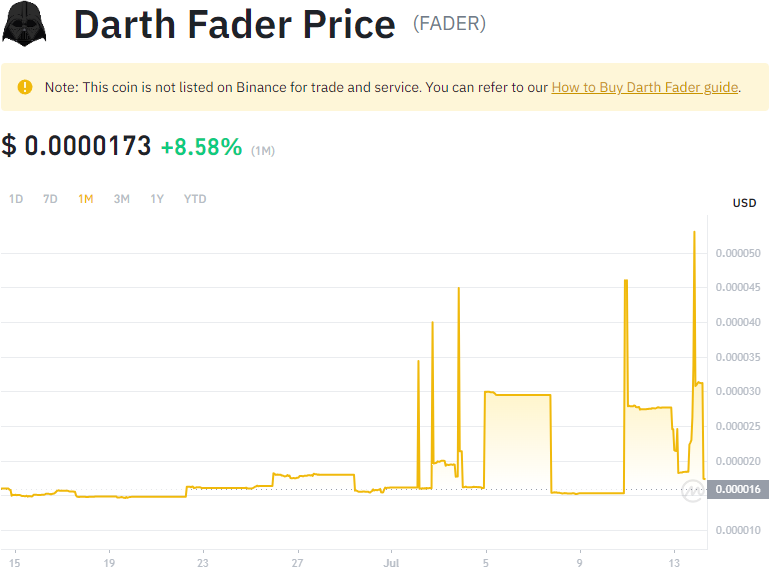 Darth Fader Price (FADER)
Note: This coin is not listed on Binance for trade and service. You can refer to our How to Buy Darth Fader guide.
$ 0.0000173 +8.58% (1M)
1D 7D 1M 3M 1Y YTD
USD
0.000050
0.000045
0.000040
0.000035
0.000030
0.000025
0.000020
0.000016
0.000010
15 19 23 27 Jul 5 9 13